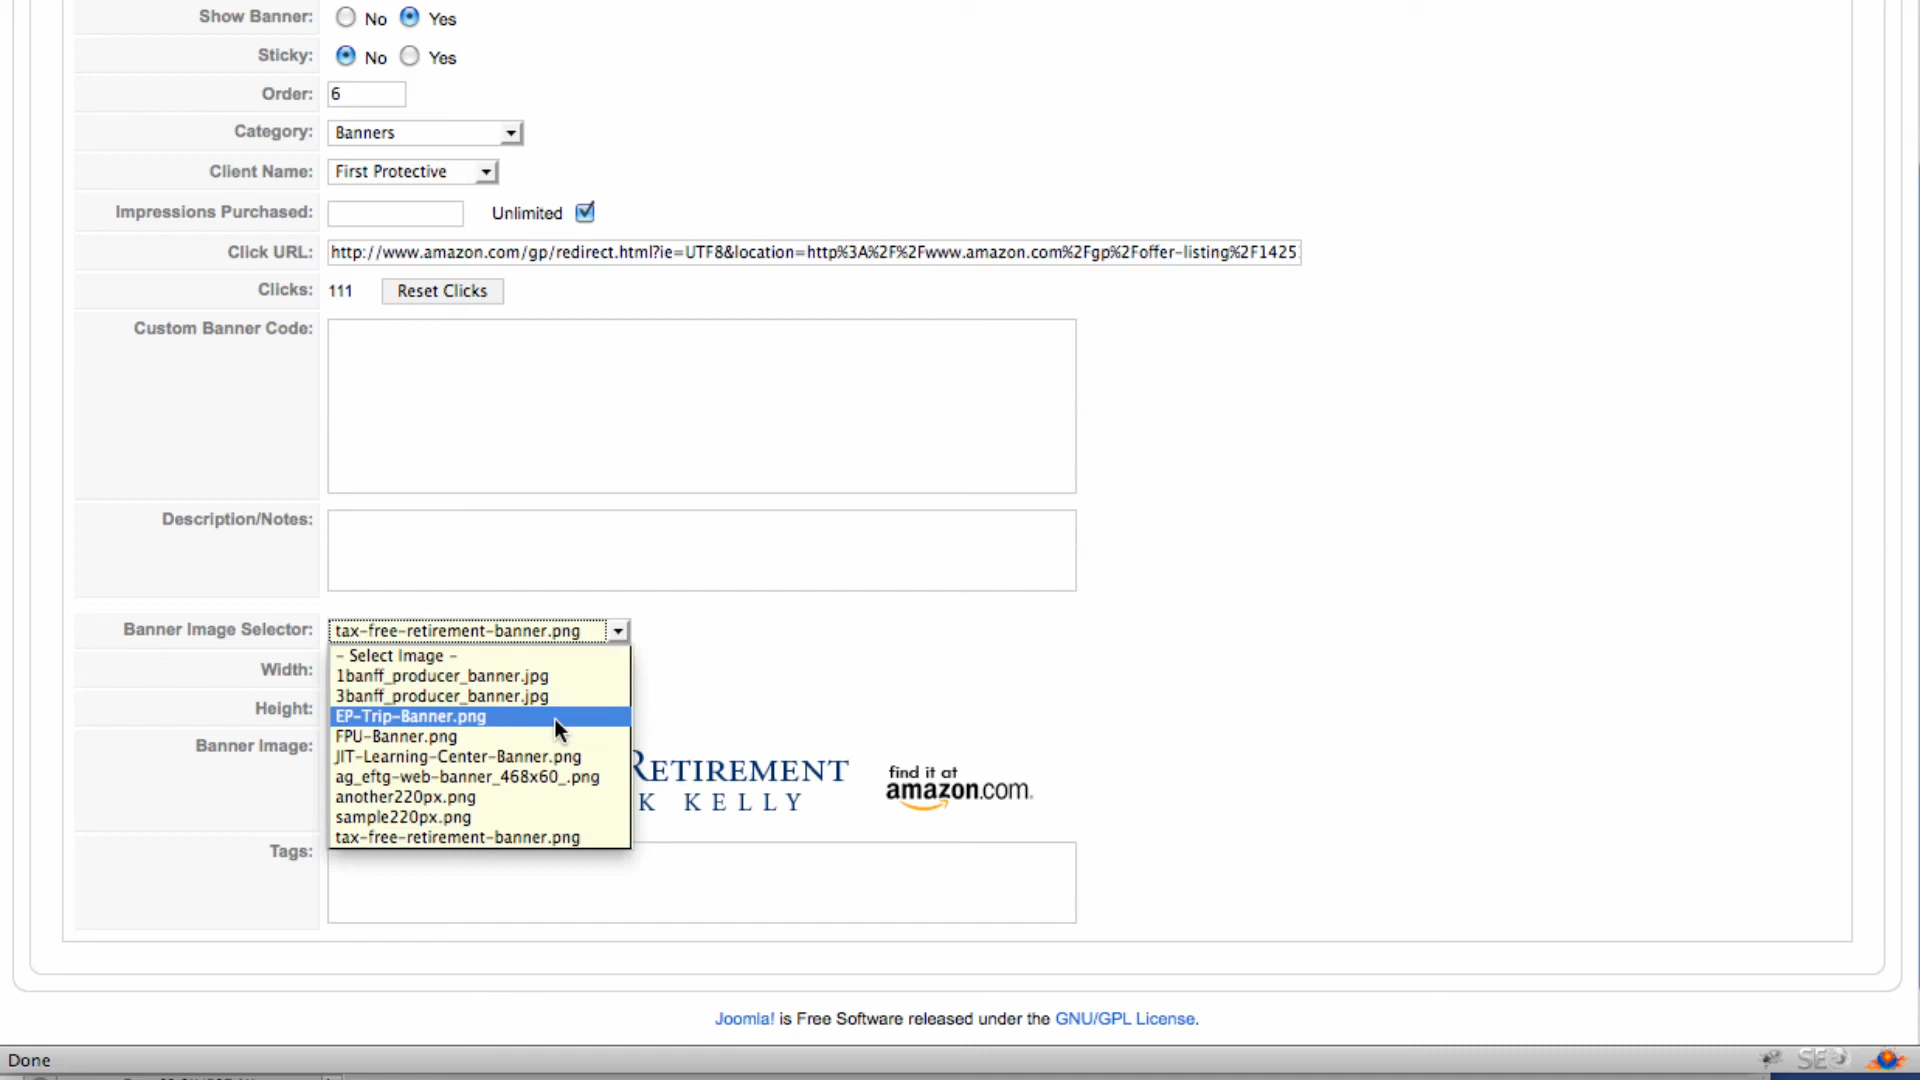 Show Banner: No Yes
Sticky: No Yes
Order: 6
Category: Banners
Client Name: First Protective
Impressions Purchased: Unlimited
Click URL: http://www.amazon.com/gp/redirect.html?ie=UTF8&location=http%3A%2F%2Fwww.amazon.com%2Fgp%2Foffer-listing%2F1425
Clicks: 111 Reset Clicks
Custom Banner Code:
Description/Notes:
Banner Image Selector: tax-free-retirement-banner.png
- Select Image -
Width:
1banff_producer_banner.jpg
3banff_producer_banner.jpg
Height:
EP-Trip-Banner.png
FPU-Banner.png
Banner Image:
JIT-Learning-Center-Banner.png
ag_eftg-web-banner_468x60_.png
another220px.png
sample220px.png
tax-free-retirement-banner.png
RETIREMENT
K KELLY
find it at
amazon.com.
Tags:
Joomla! is Free Software released under the GNU/GPL License.
Done